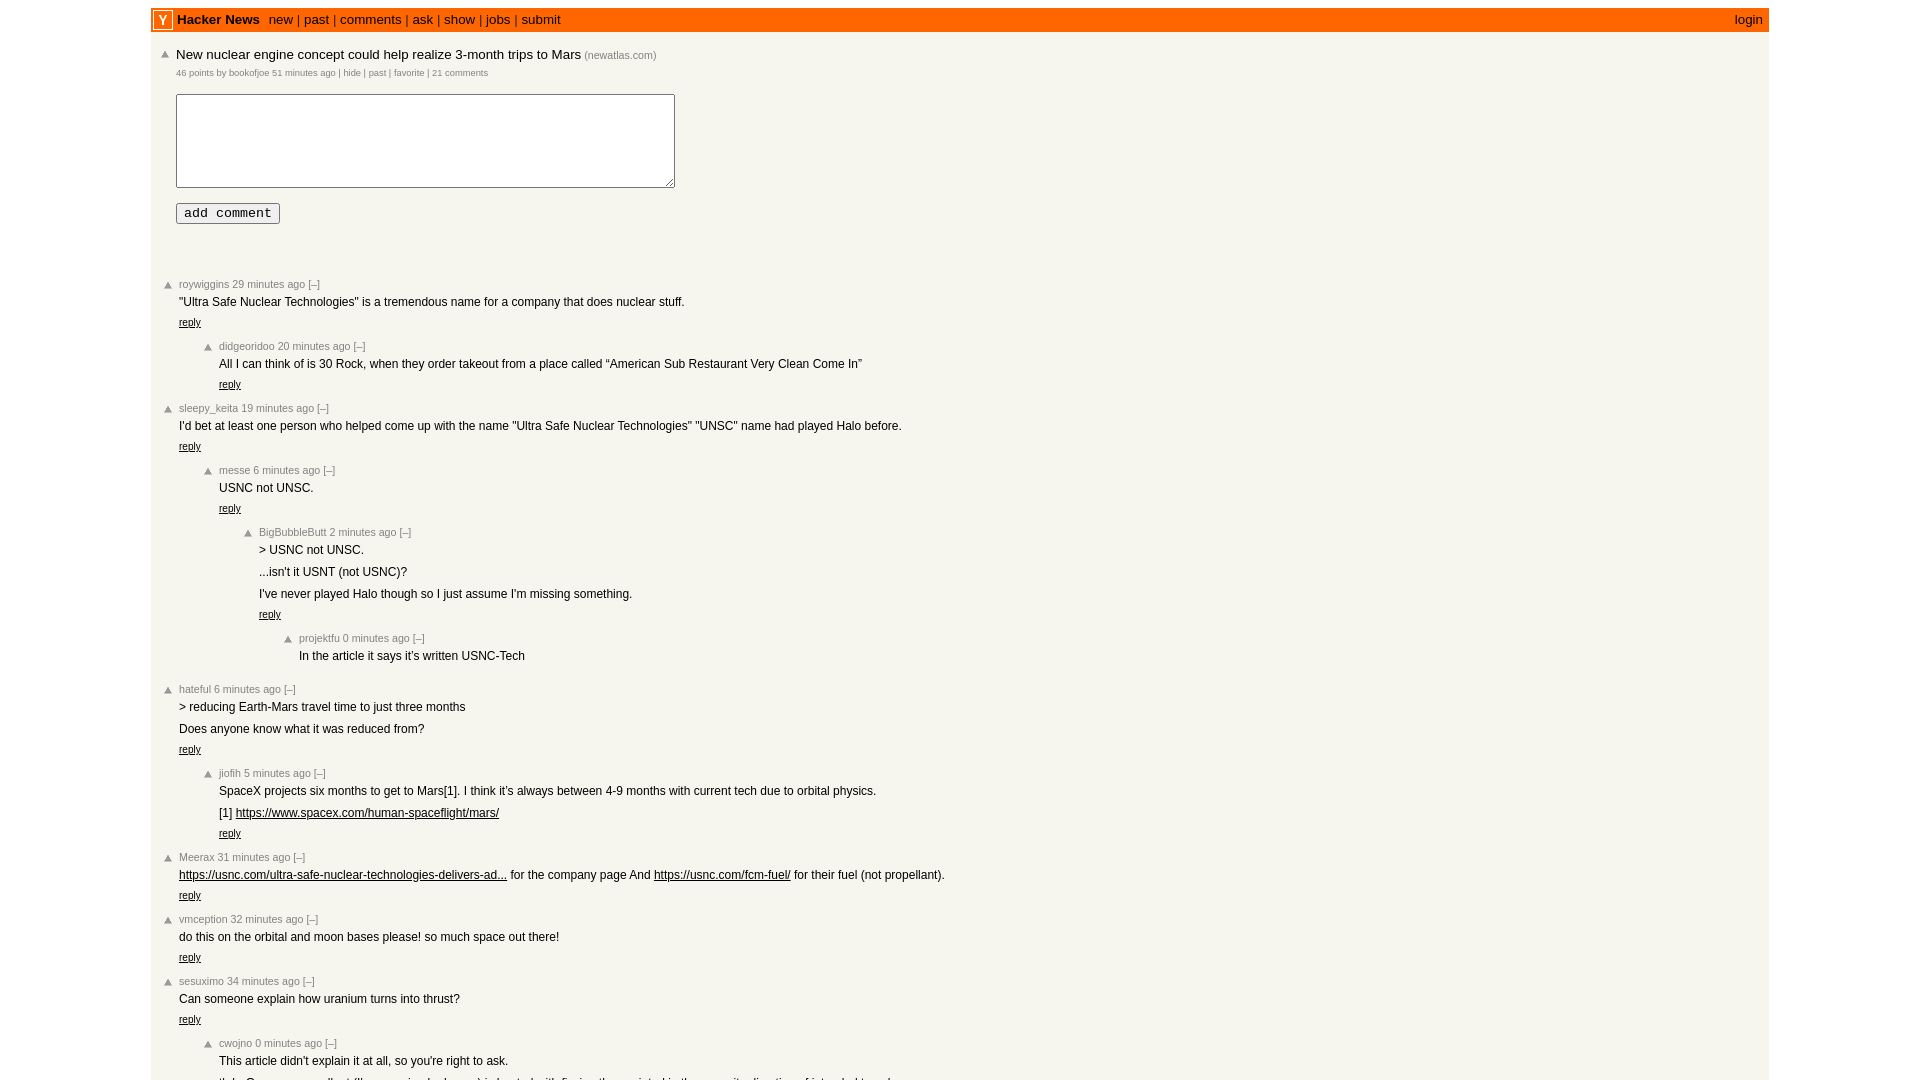 Y Hacker News new | past | comments | ask | show | jobs | submit login
New nuclear engine concept could help realize 3-month trips to Mars (newatlas.com)
46 points by bookofjoe 51 minutes ago | hide | past | favorite | 21 comments
add comment
roywiggins 29 minutes ago [–]
"Ultra Safe Nuclear Technologies" is a tremendous name for a company that does nuclear stuff.
reply
didgeoridoo 20 minutes ago [–]
All I can think of is 30 Rock, when they order takeout from a place called “American Sub Restaurant Very Clean Come In”
reply
sleepy_keita 19 minutes ago [–]
I'd bet at least one person who helped come up with the name "Ultra Safe Nuclear Technologies" "UNSC" name had played Halo before.
reply
messe 6 minutes ago [–]
USNC not UNSC.
reply
BigBubbleButt 2 minutes ago [–]
> USNC not UNSC.
...isn't it USNT (not USNC)?
I've never played Halo though so I just assume I'm missing something.
reply
projektfu 0 minutes ago [–]
In the article it says it’s written USNC-Tech
hateful 6 minutes ago [–]
> reducing Earth-Mars travel time to just three months
Does anyone know what it was reduced from?
reply
jiofih 5 minutes ago [–]
SpaceX projects six months to get to Mars[1]. I think it’s always between 4-9 months with current tech due to orbital physics.
[1] https://www.spacex.com/human-spaceflight/mars/
reply
Meerax 31 minutes ago [–]
https://usnc.com/ultra-safe-nuclear-technologies-delivers-ad... for the company page And https://usnc.com/fcm-fuel/ for their fuel (not propellant).
reply
vmception 32 minutes ago [–]
do this on the orbital and moon bases please! so much space out there!
reply
sesuximo 34 minutes ago [–]
Can someone explain how uranium turns into thrust?
reply
cwojno 0 minutes ago [–]
This article didn't explain it at all, so you're right to ask.